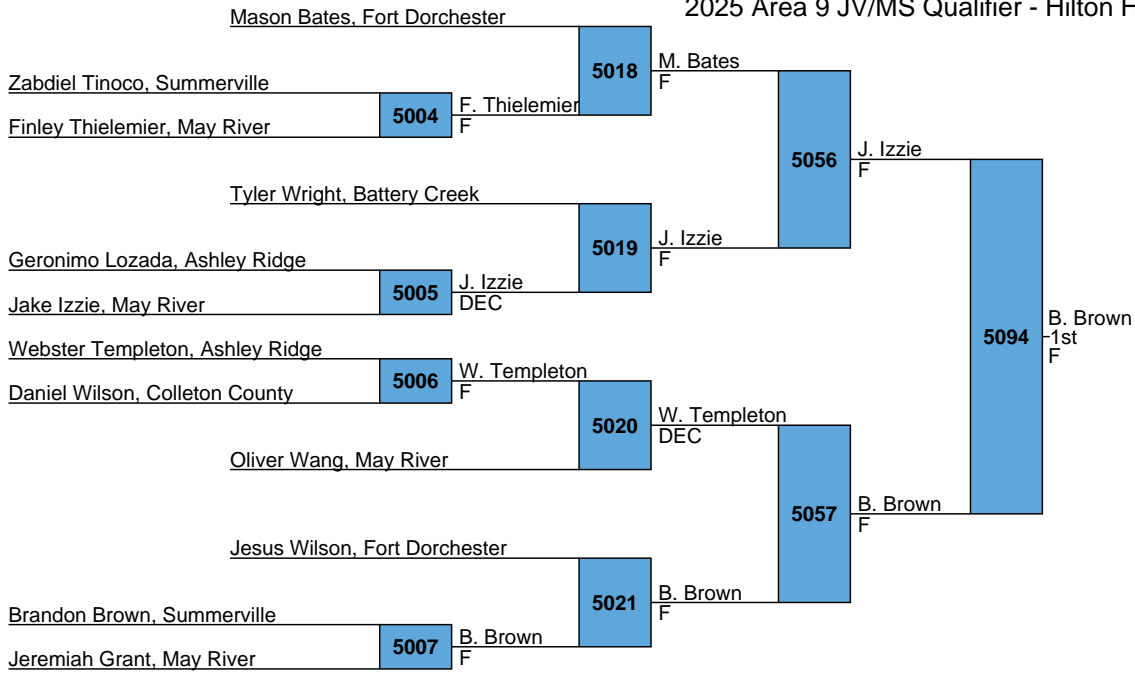 2025 Area 9 JV/MS Qualifier - Hilton H
Mason Bates, Fort Dorchester
5018
M. Bates
F
Zabdiel Tinoco, Summerville
5004
F. Thielemier
F
Finley Thielemier, May River
5056
J. Izzie
F
Tyler Wright, Battery Creek
5019
J. Izzie
F
Geronimo Lozada, Ashley Ridge
5005
J. Izzie
DEC
Jake Izzie, May River
5094
B. Brown
1st
F
Webster Templeton, Ashley Ridge
5006
W. Templeton
F
Daniel Wilson, Colleton County
5020
W. Templeton
DEC
Oliver Wang, May River
5057
B. Brown
F
Jesus Wilson, Fort Dorchester
5021
B. Brown
F
Brandon Brown, Summerville
5007
B. Brown
F
Jeremiah Grant, May River